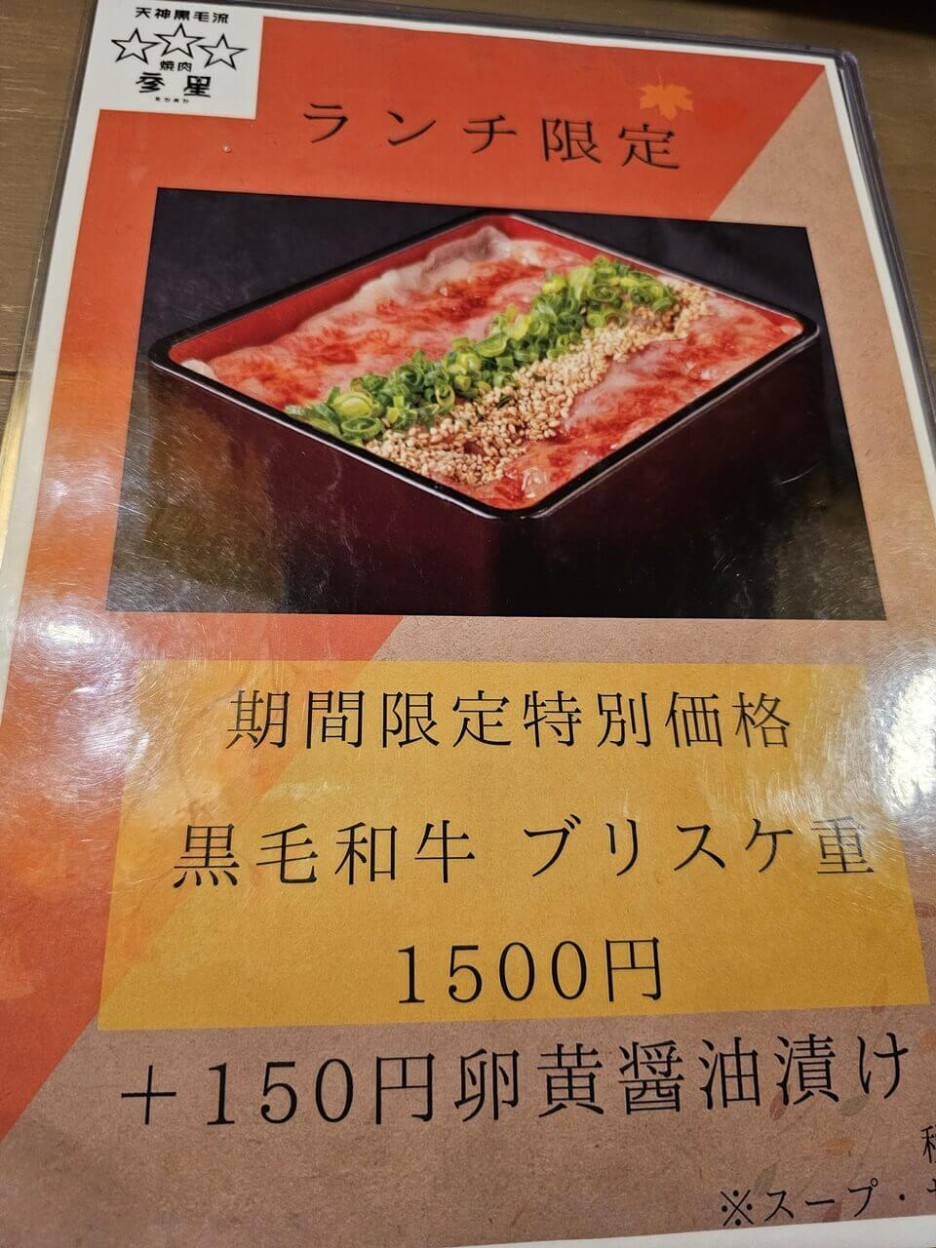 天神黒毛流
焼肉
参星
ランチ限定
期間限定特別価格
黒毛和牛 ブリスケ重
1500円
＋150円卵黄醤油漬け
※スープ・